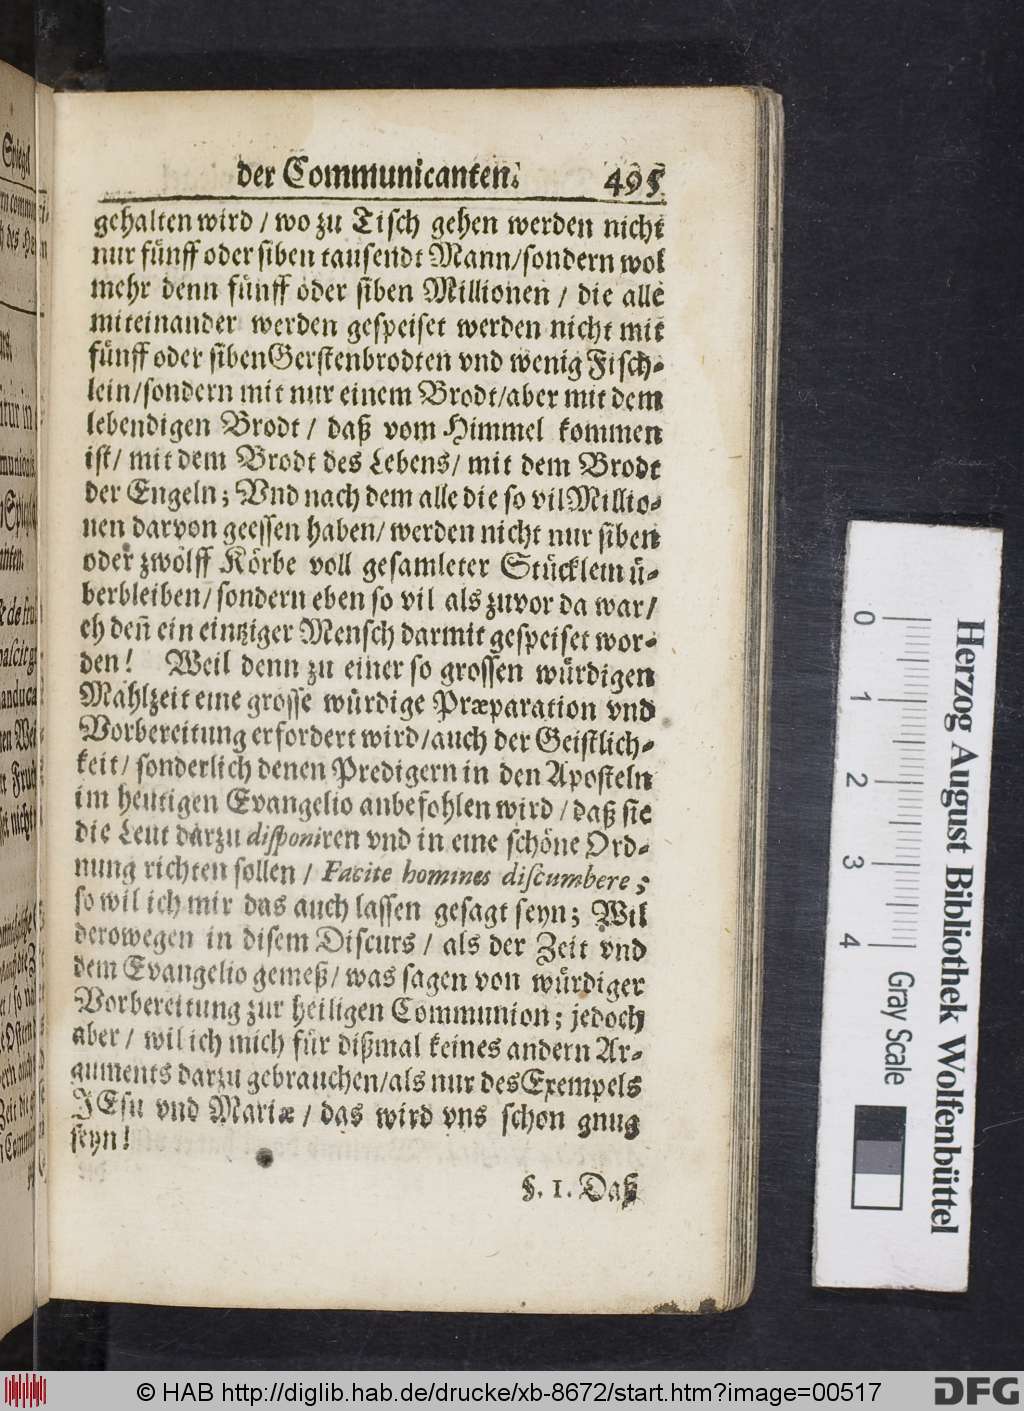 der Communicanten. 495
gehalten wird / wo zu Tisch gehen werden nicht
nur fünff oder siben tausendt Mann/sondern wol
mehr denn fünff oder siben Millionen / die alle
miteinander werden gespeiset werden nicht mit
fünff oder siben Gerstenbrodten vnd wenig Fisch-
lein/sondern mit nur einem Brodt/aber mit dem
lebendigen Brodt / daß vom Himmel kommen
ist/ mit dem Brodt des Lebens/ mit dem Brodt
der Engeln; Vnd nach dem alle die so vil Millio-
nen darvon geessen haben/ werden nicht nur siben
oder zwölff Körbe voll gesamleter Stücklein ü-
berbleiben/ sondern eben so vil als zuvor da war/
eh deñ ein eintziger Mensch darmit gespeiset wor-
den! Weil denn zu einer so grossen würdigen
Mahlzeit eine grosse würdige Præparation vnd
Vorbereitung erfordert wird/auch der Geistlich-
keit/ sonderlich denen Predigern in den Aposteln
im heutigen Evangelio anbefohlen wird / daß sie
die Leut darzu disponiren vnd in eine schöne Ord-
nung richten sollen / Facite homines discumbere;
so wil ich mir das auch lassen gesagt seyn; Wil
derowegen in disem Discurs / als der Zeit vnd
dem Evangelio gemeß/ was sagen von würdiger
Vorbereitung zur heiligen Communion; jedoch
aber / wil ich mich für dißmal keines andern Ar-
guments darzu gebrauchen/als nur des Exempels
JEsu vnd Mariæ / das wird vns schon gnug
seyn!
§. 1. Daß
0 1 2 3 4
Gray Scale
Herzog August Bibliothek Wolfenbüttel
© HAB http://diglib.hab.de/drucke/xb-8672/start.htm?image=00517
DFG